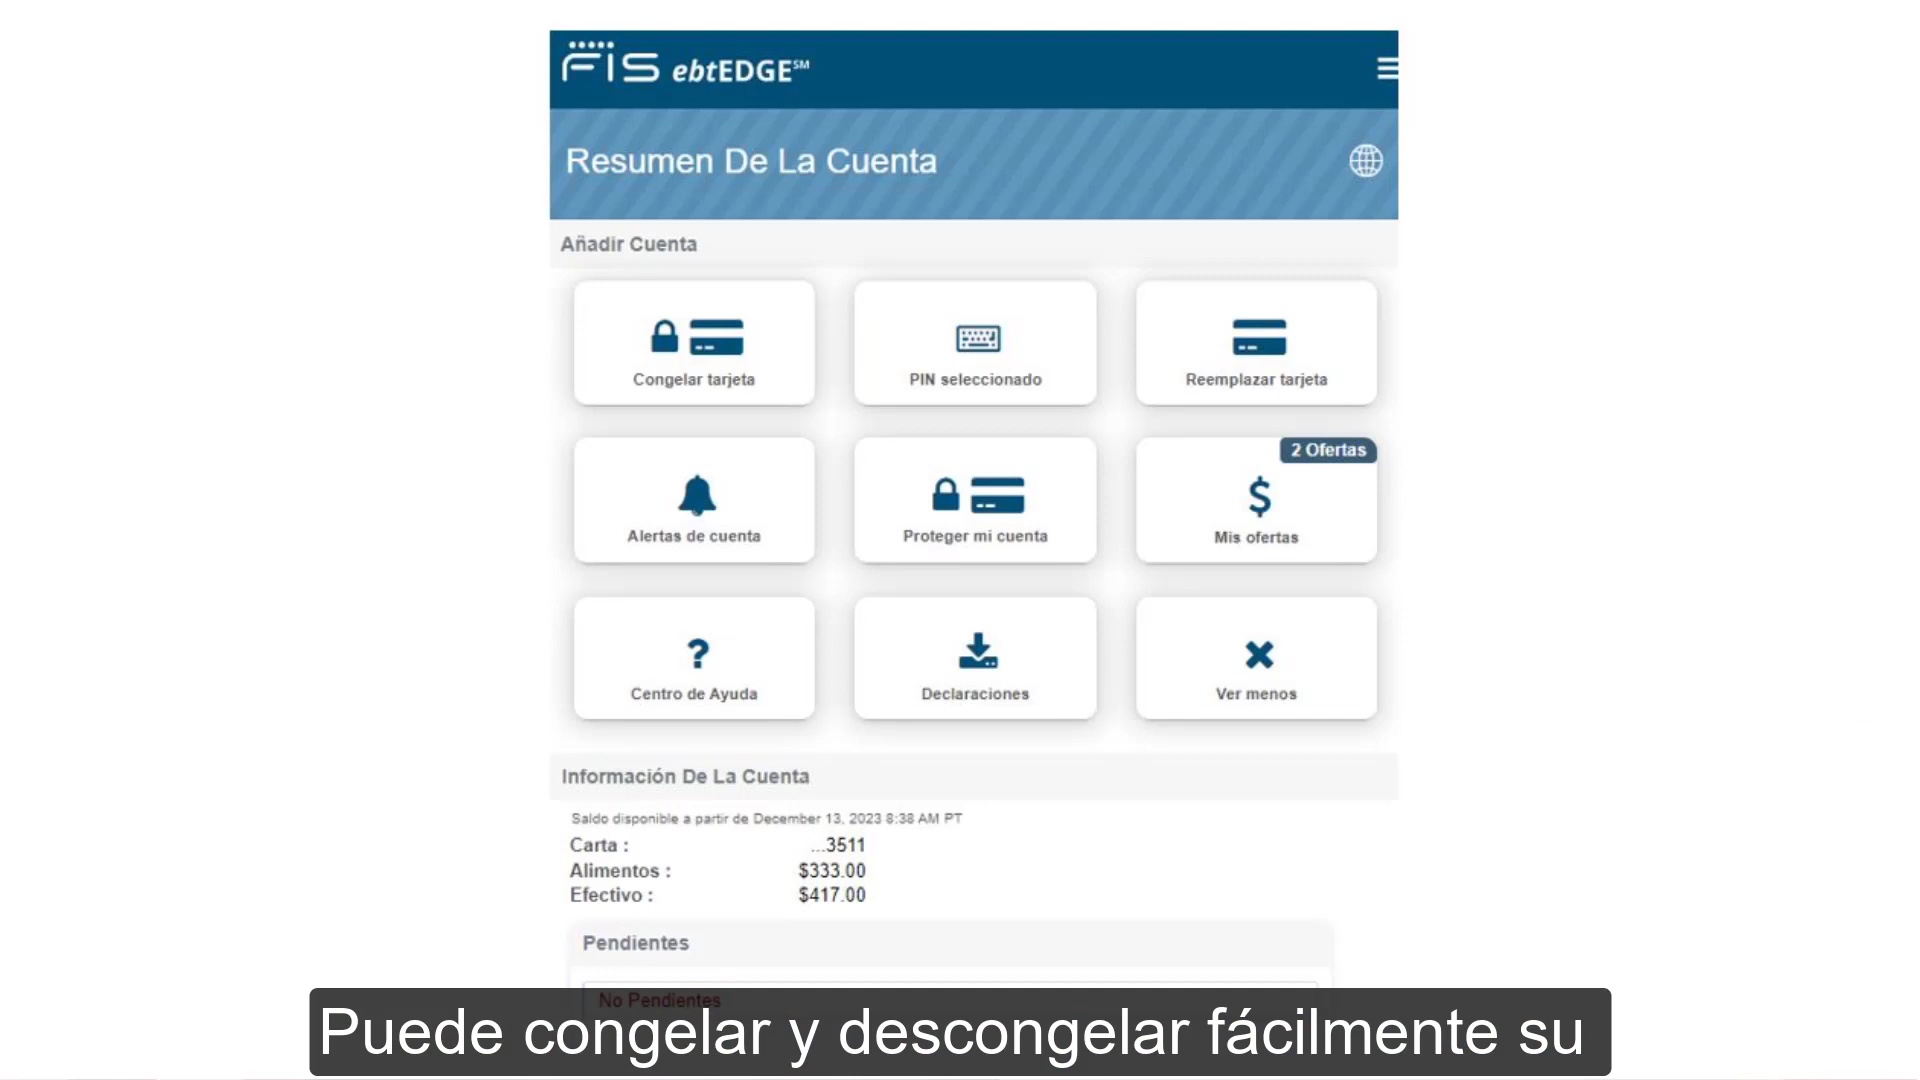 FIS ebtEDGE℠
Resumen De La Cuenta
Añadir Cuenta
Congelar tarjeta
PIN seleccionado
Reemplazar tarjeta
2 Ofertas
Alertas de cuenta
Proteger mi cuenta
Mis ofertas
Centro de Ayuda
Declaraciones
Ver menos
Información De La Cuenta
Saldo disponible a partir de December 13, 2023 8:38 AM PT
Carta : ...3511
Alimentos : $333.00
Efectivo : $417.00
Pendientes
No Pendientes
Puede congelar y descongelar fácilmente su